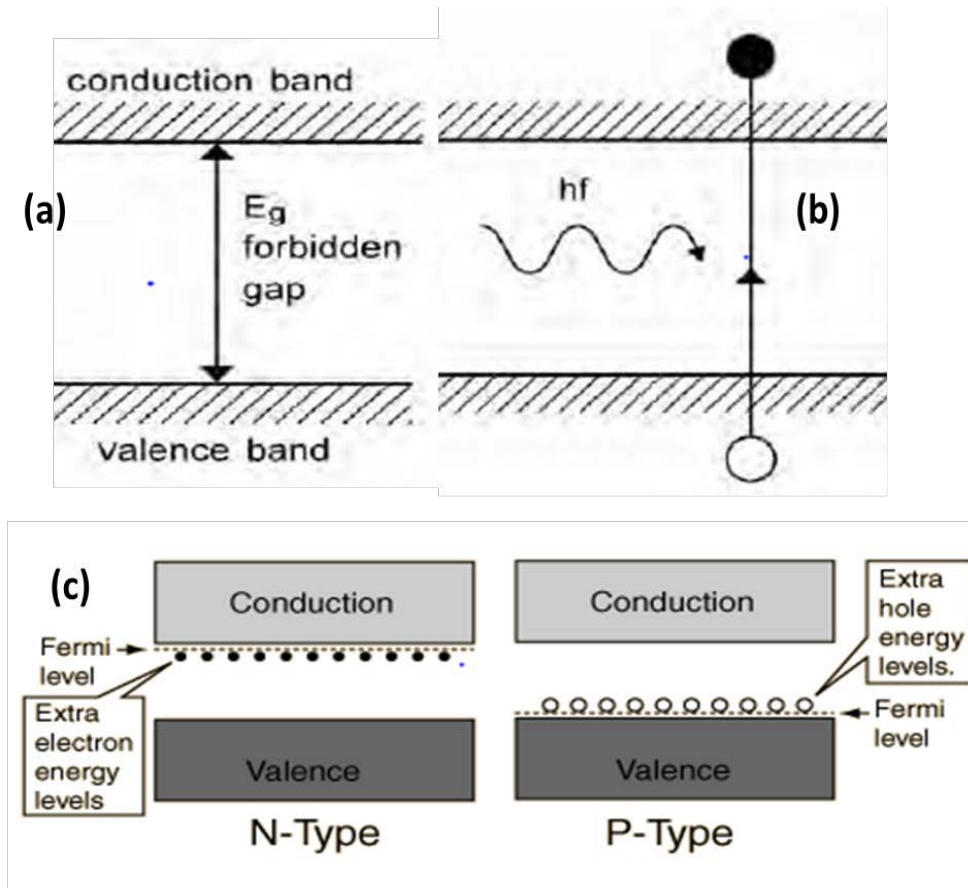 conduction band
(a)
Eg
forbidden
gap
valence band
hf
(b)
(c)
Conduction
Fermi
level
Extra
electron
energy
levels
Valence
N-Type
Conduction
Extra
hole
energy
levels.
Fermi
level
Valence
P-Type